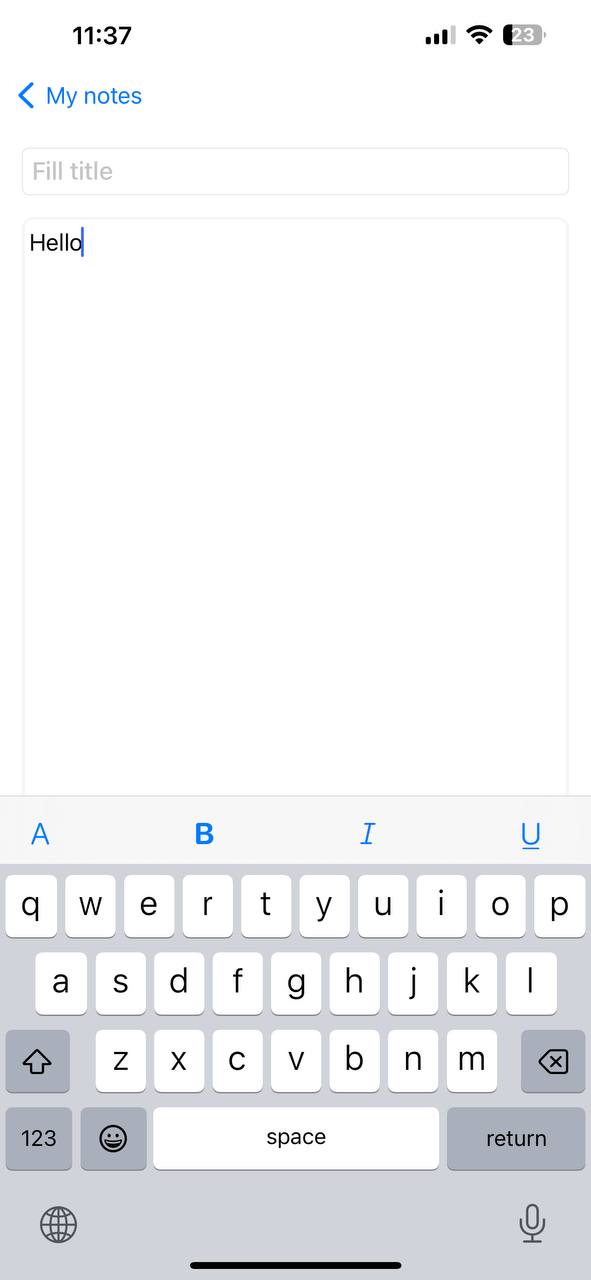 11:37
23
My notes
Fill title
Hello
A B I U
q w e r t y u i o p
a s d f g h j k l
z x c v b n m
123 space return